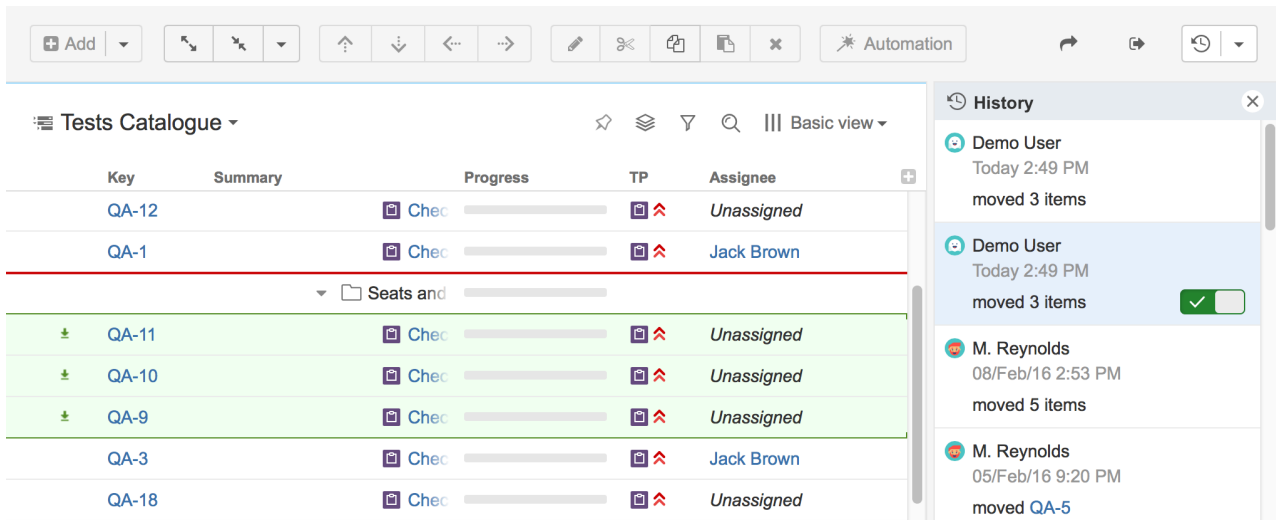 Add
Automation
Tests Catalogue
Basic view
Key Summary Progress TP Assignee
QA-12 Chec Unassigned
QA-1 Chec Jack Brown
Seats and
QA-11 Chec Unassigned
QA-10 Chec Unassigned
QA-9 Chec Unassigned
QA-3 Chec Jack Brown
QA-18 Chec Unassigned
History
Demo User
Today 2:49 PM
moved 3 items
Demo User
Today 2:49 PM
moved 3 items
M. Reynolds
08/Feb/16 2:53 PM
moved 5 items
M. Reynolds
05/Feb/16 9:20 PM
moved QA-5